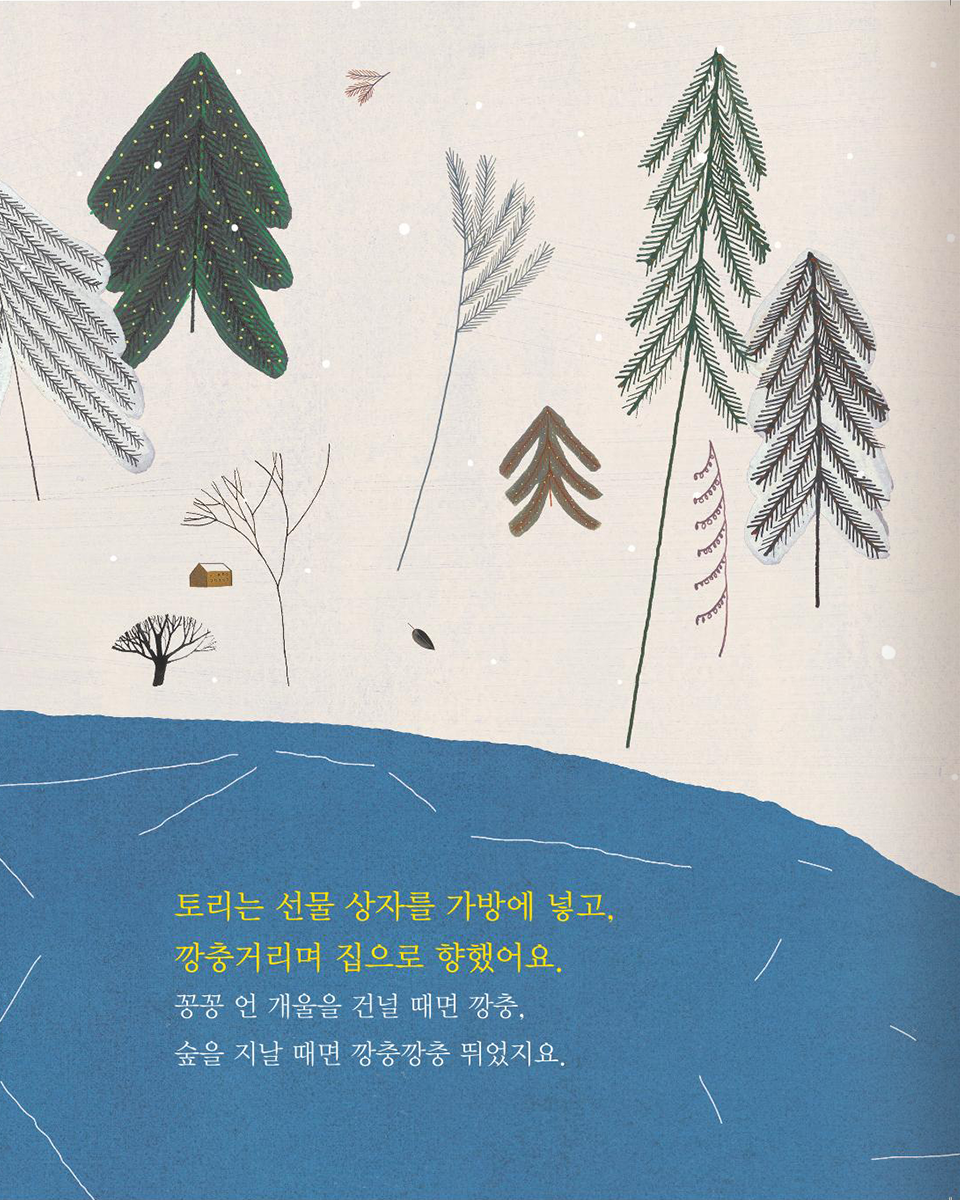 토리는 선물 상자를 가방에 넣고,
깡충거리며 집으로 향했어요.
꽁꽁 언 개울을 건널 때면 깡충,
숲을 지날 때면 깡충깡충 뛰었지요.